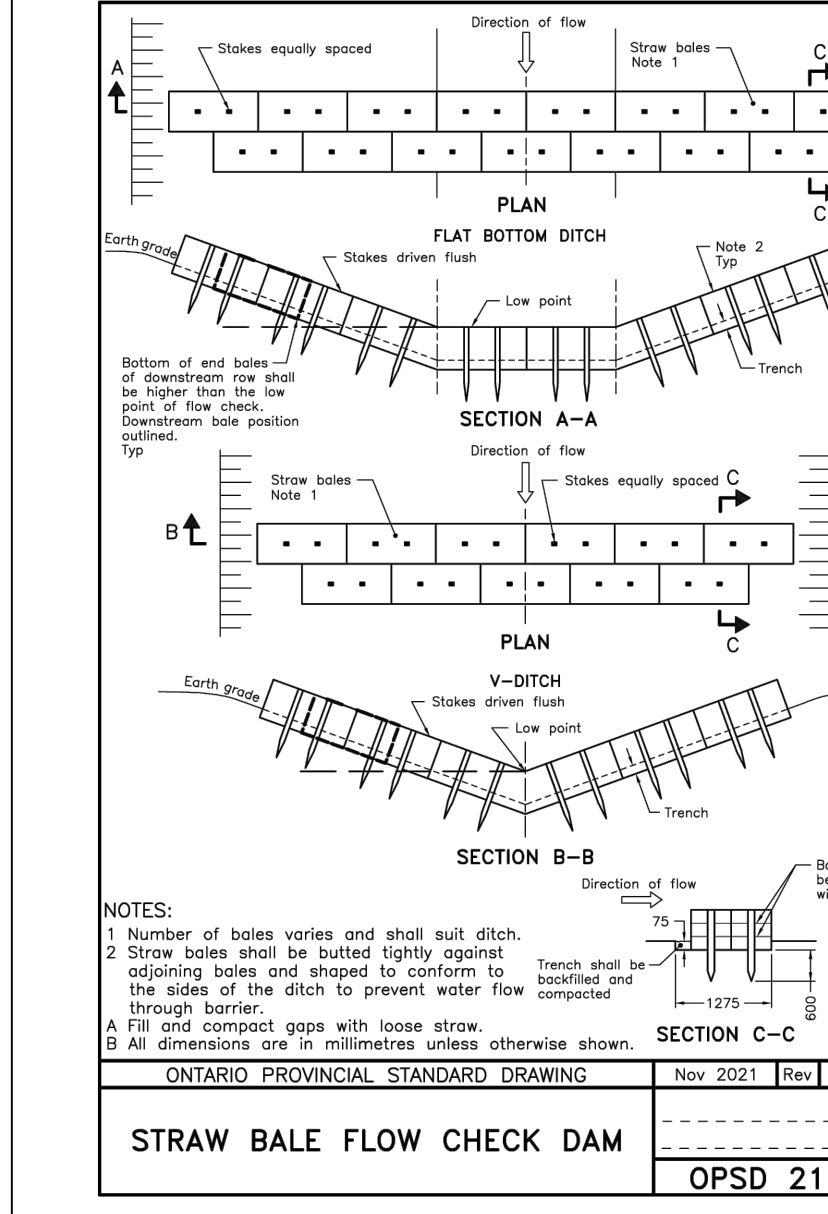 Direction of flow
Stakes equally spaced
Straw bales
Note 1
A
C
C
PLAN
FLAT BOTTOM DITCH
Earth grade
Stakes driven flush
Note 2
Typ
Low point
Trench
Bottom of end bales
of downstream row shall
be higher than the low
point of flow check.
Downstream bale position
outlined.
Typ
SECTION A-A
Direction of flow
Straw bales
Note 1
Stakes equally spaced
C
B
C
PLAN
V-DITCH
Earth grade
Stakes driven flush
Low point
Trench
SECTION B-B
Direction of flow
75
Trench shall be
backfilled and
compacted
1275
600
SECTION C-C
NOTES:
1 Number of bales varies and shall suit ditch.
2 Straw bales shall be butted tightly against
adjoining bales and shaped to conform to
the sides of the ditch to prevent water flow
through barrier.
A Fill and compact gaps with loose straw.
B All dimensions are in millimetres unless otherwise shown.
ONTARIO PROVINCIAL STANDARD DRAWING
Nov 2021
Rev
STRAW BALE FLOW CHECK DAM
OPSD 21